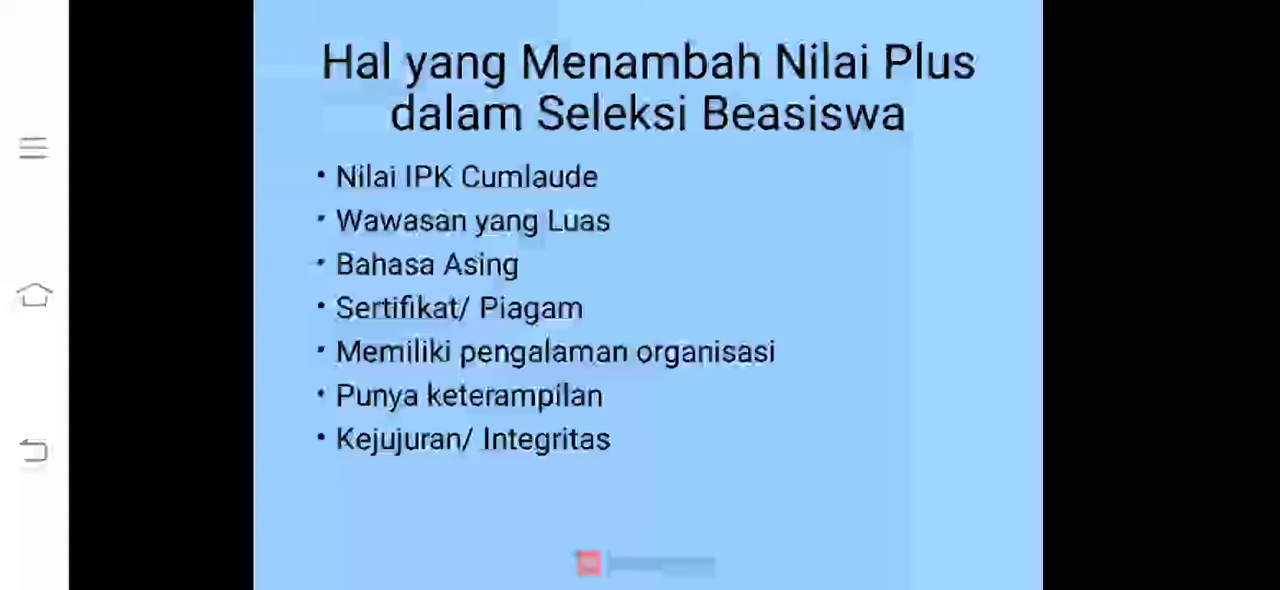 Hal yang Menambah Nilai Plus
dalam Seleksi Beasiswa
• Nilai IPK Cumlaude
• Wawasan yang Luas
• Bahasa Asing
• Sertifikat/ Piagam
• Memiliki pengalaman organisasi
• Punya keterampilan
• Kejujuran/ Integritas